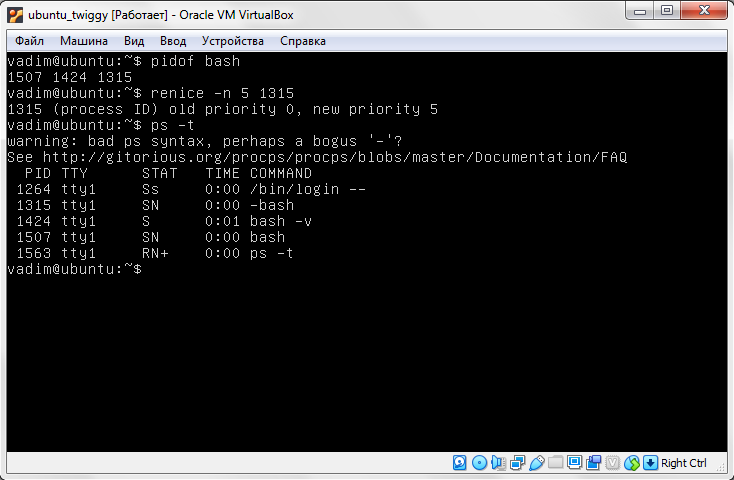 ubuntu_twiggy [Работает] - Oracle VM VirtualBox
Файл Машина Вид Ввод Устройства Справка
vadim@ubuntu:~$ pidof bash
1507 1424 1315
vadim@ubuntu:~$ renice -n 5 1315
1315 (process ID) old priority 0, new priority 5
vadim@ubuntu:~$ ps -t
warning: bad ps syntax, perhaps a bogus '-'?
See http://gitorious.org/procps/procps/blobs/master/Documentation/FAQ
  PID TTY      STAT   TIME COMMAND
 1264 tty1     Ss     0:00 /bin/login --
 1315 tty1     SN     0:00 -bash
 1424 tty1     S      0:01 bash -v
 1507 tty1     SN     0:00 bash
 1563 tty1     RN+    0:00 ps -t
vadim@ubuntu:~$
Right Ctrl